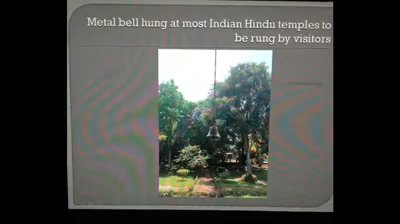 Metal bell hung at most Indian Hindu temples to
be rung by visitors